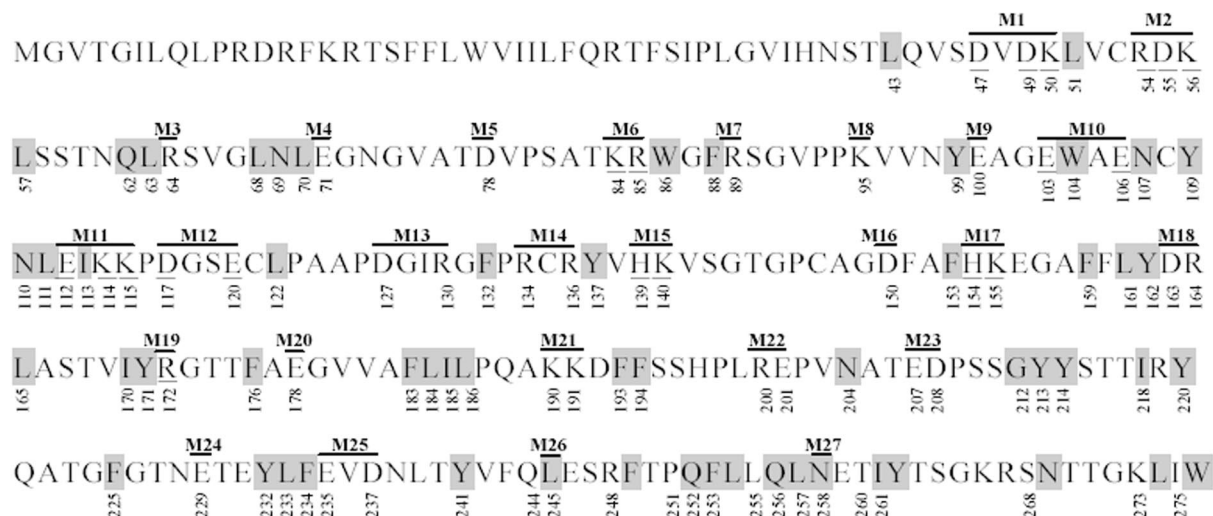 M1 M2
MGVTGILQLPRDRFKRTSFFLWVIILFQRTFSIPLGVIHNSTLQVSDVDKLVCRDK
43 47 49 50 51 54 55 56
M3 M4 M5 M6 M7 M8 M9 M10
LSSTNQLRSVGLNLEGNGVATDVPSATKRWGFRSGVPPKVVNYEAGEWAENCY
57 62 63 64 68 69 70 71 78 84 85 86 88 89 95 99 100 103 104 106 107 109
M11 M12 M13 M14 M15 M16 M17 M18
NLEIKKPDGSECLPAAPDGIRGFPRCRYVHKVSGTGPCAGDFAFHKEGAFFLYDR
110 111 112 113 114 115 117 120 122 127 130 132 134 136 137 139 140 150 153 154 155 159 161 162 163 164
M19 M20 M21 M22 M23
LASTVIYRGTTFAEGVVAFLILPQAKKDFFSSHPLREPVNATEDPSSGYYSTTIRY
165 170 171 172 176 178 183 184 185 186 190 191 193 194 200 201 204 207 208 212 213 214 218 220
M24 M25 M26 M27
QATGFGTNETEYLFEVDNLTYVFQLESRFTPQFLLQLNETIYTSGKRSNTTGKLIW
225 229 232 233 234 235 237 241 244 245 248 251 252 253 255 256 257 258 260 261 268 273 275